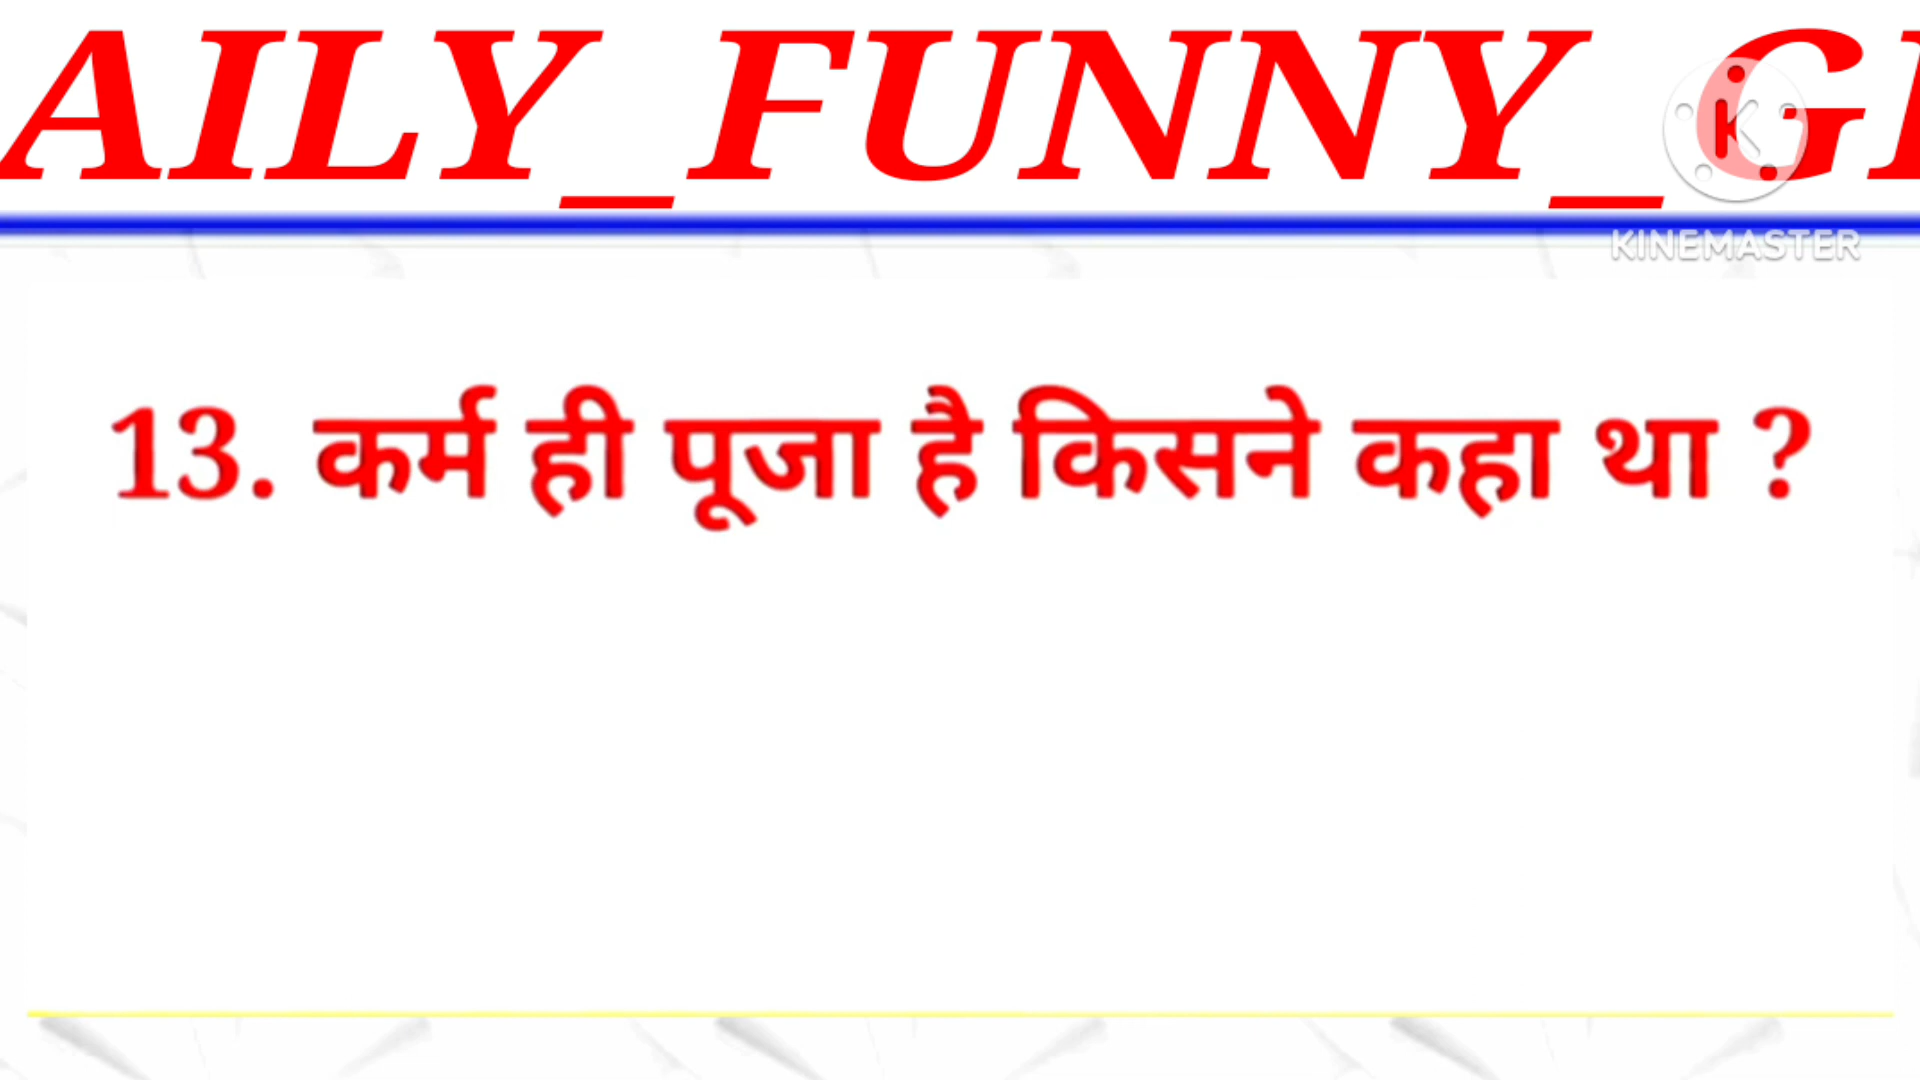 AILY_FUNNY_G
KINEMASTER
13. कर्म ही पूजा है किसने कहा था ?